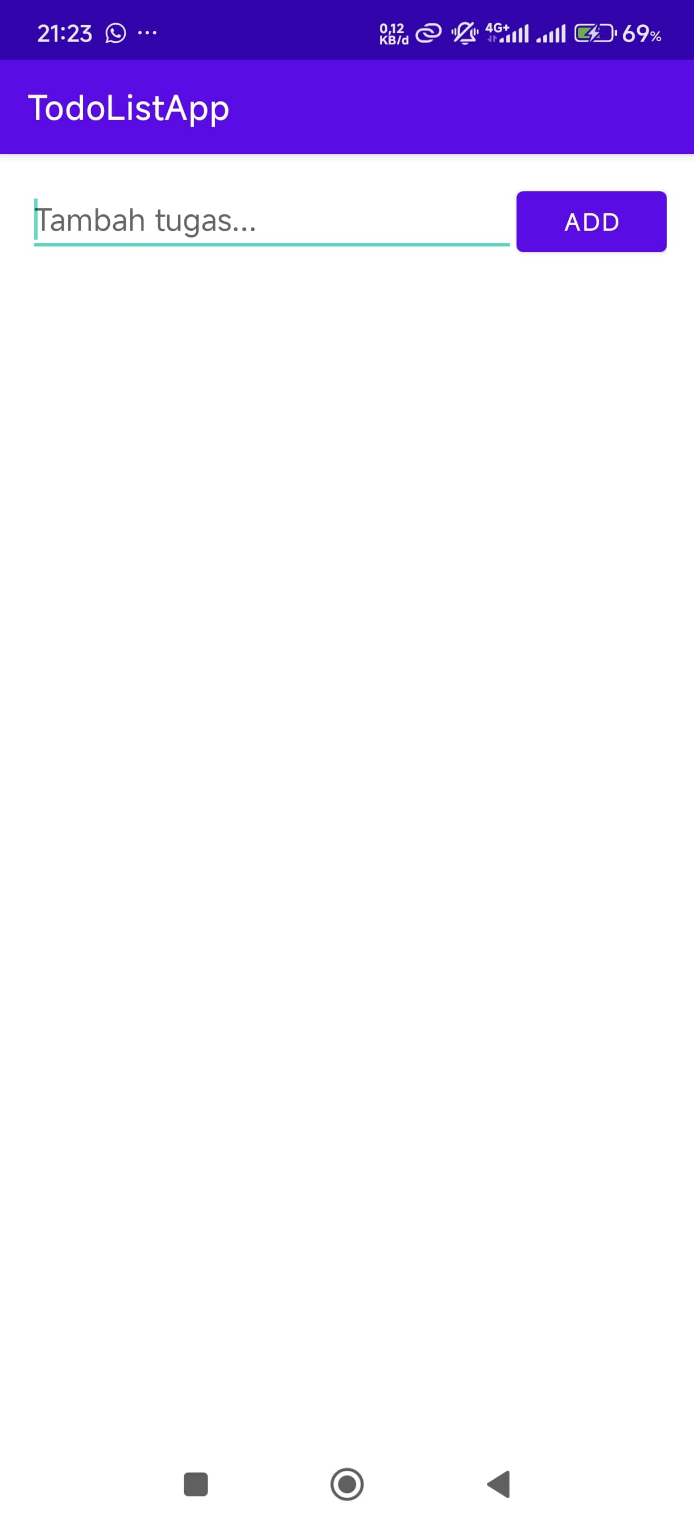 21:23 ... 0,12 KB/d 4G+ 69%
TodoListApp
Tambah tugas...
ADD